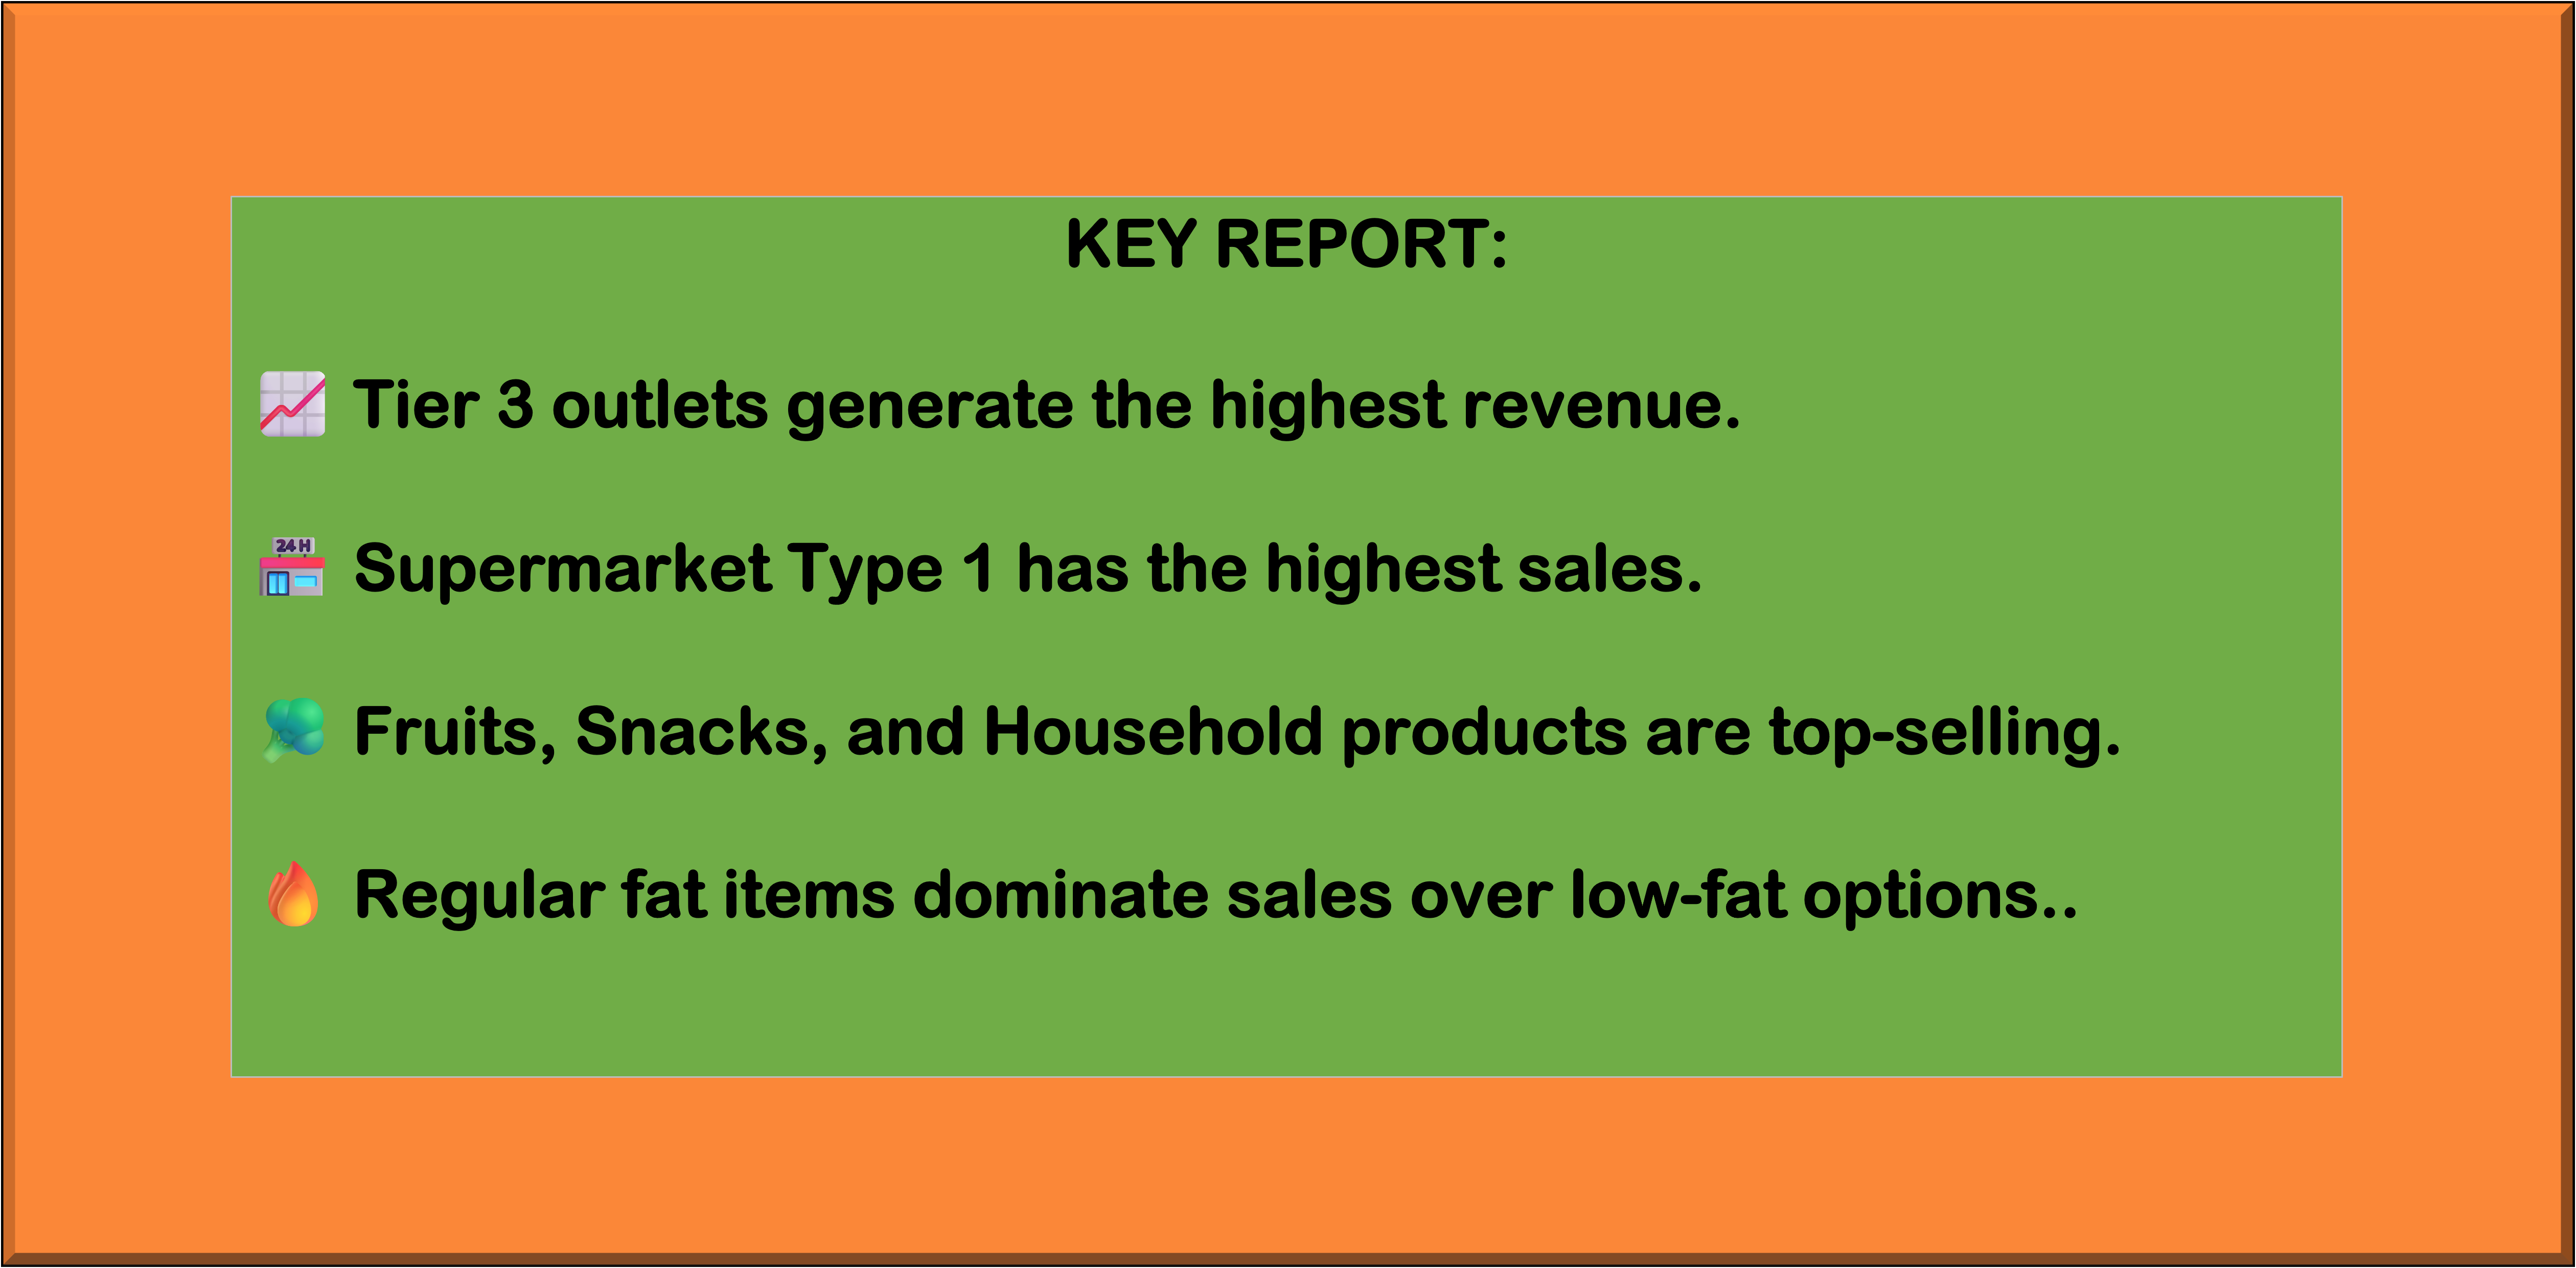 KEY REPORT:
📈 Tier 3 outlets generate the highest revenue.
🏪 Supermarket Type 1 has the highest sales.
🥦 Fruits, Snacks, and Household products are top-selling.
🔥 Regular fat items dominate sales over low-fat options..